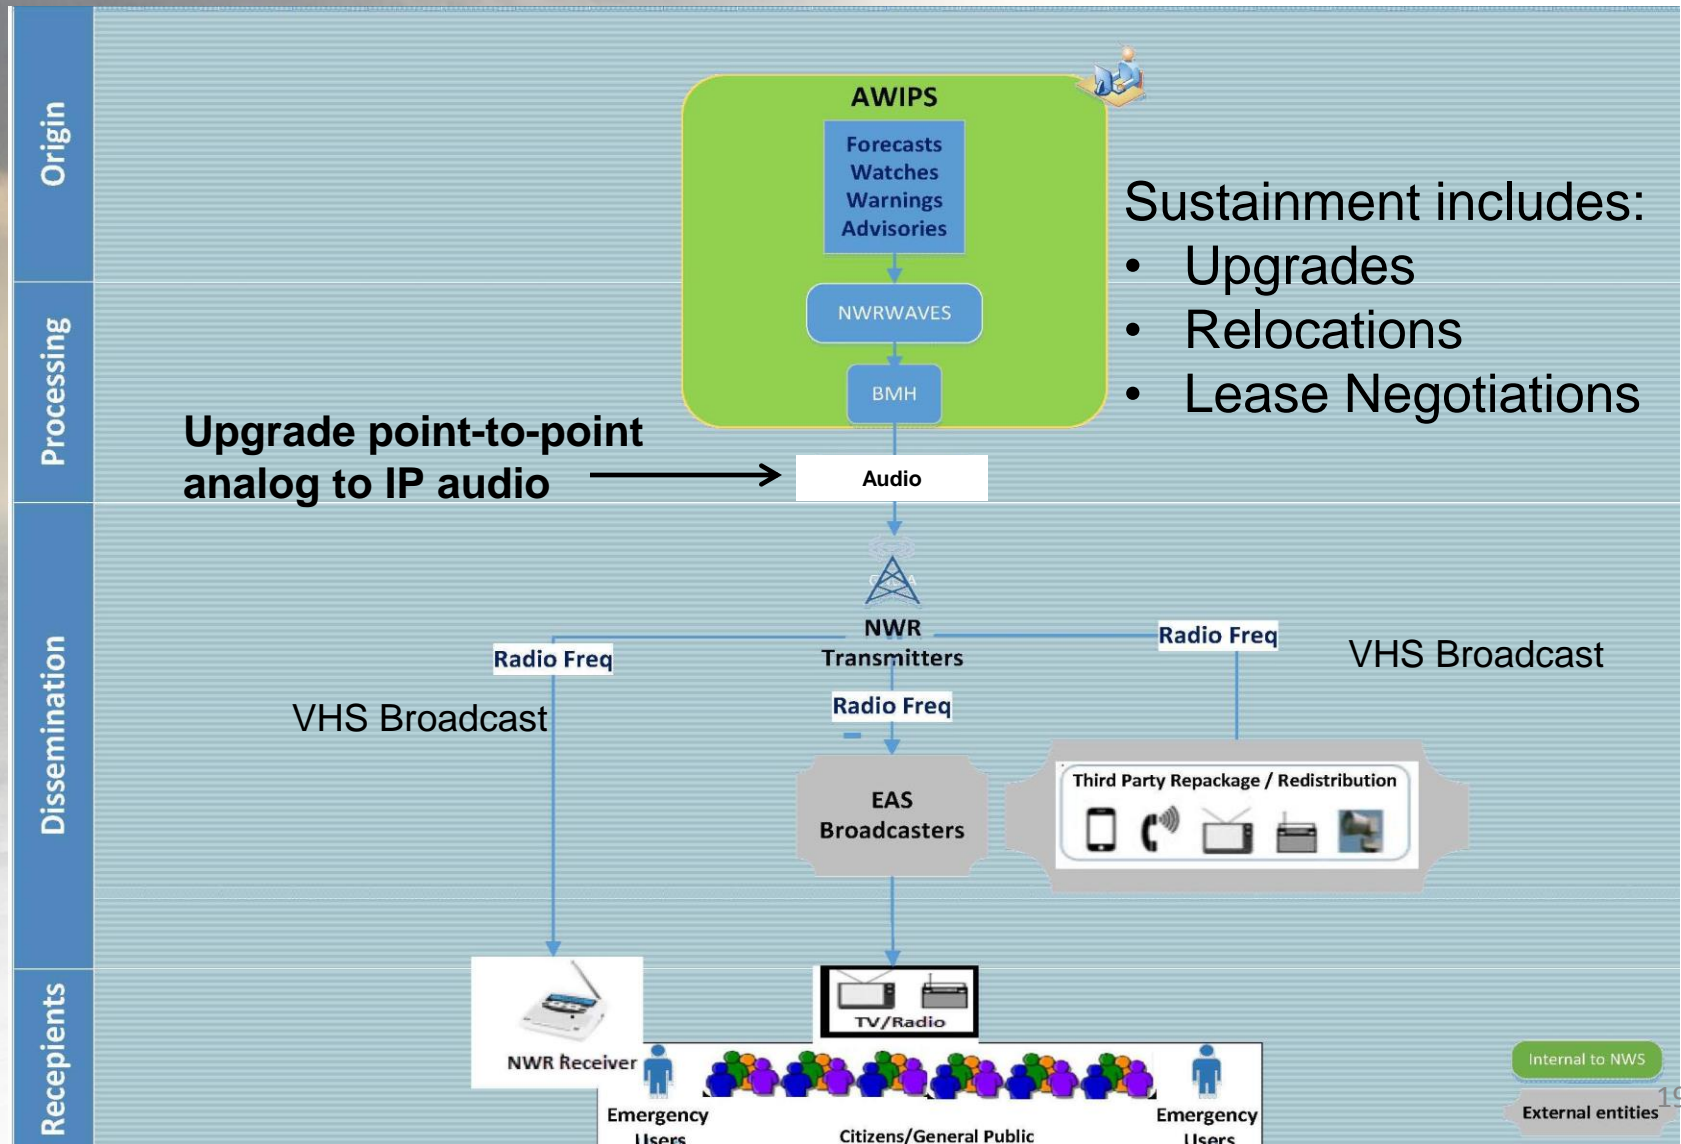 Origin
AWIPS
Forecasts
Watches
Warnings
Advisories
Sustainment includes:
• Upgrades
• Relocations
• Lease Negotiations
Processing
NWRWAVES
BMH
Upgrade point-to-point
analog to IP audio
Audio
Dissemination
NWR
Transmitters
Radio Freq
Radio Freq
VHS Broadcast
VHS Broadcast
Radio Freq
EAS
Broadcasters
Third Party Repackage / Redistribution
Recepients
NWR Receiver
TV/Radio
Emergency
Users
Citizens/General Public
Emergency
Users
Internal to NWS
External entities
19